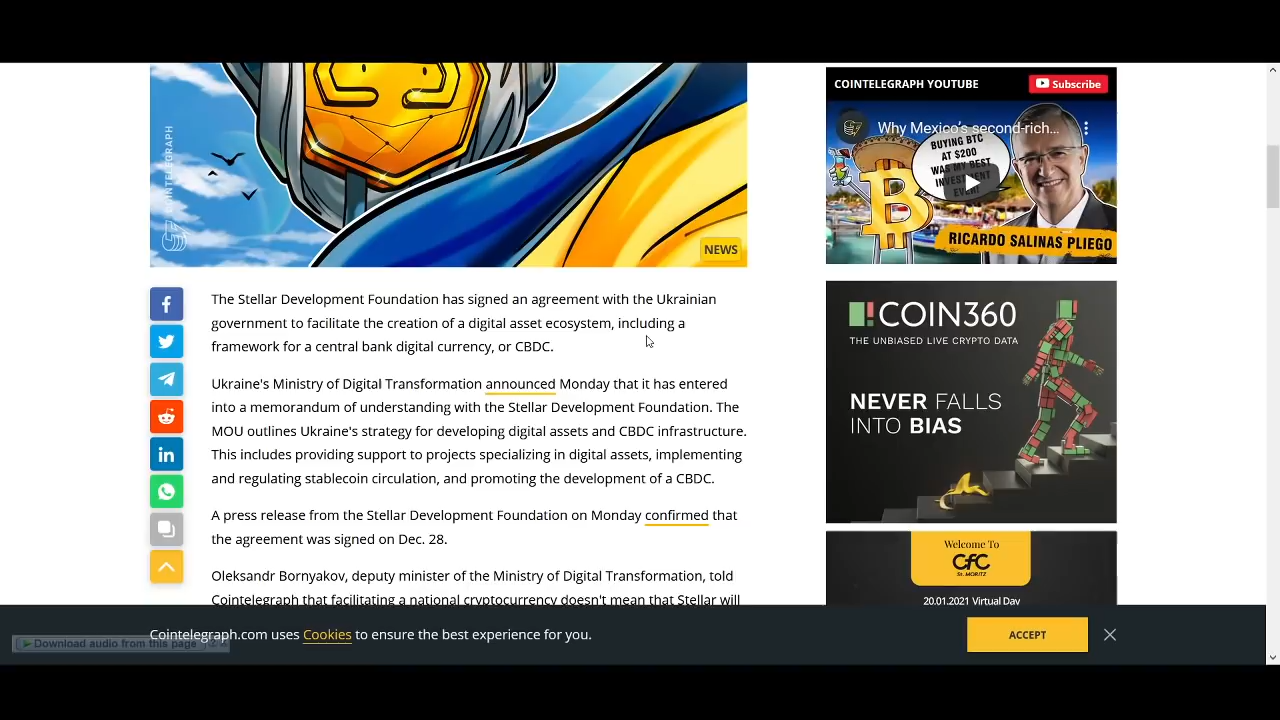 COINTELEGRAPH
NEWS
The Stellar Development Foundation has signed an agreement with the Ukrainian
government to facilitate the creation of a digital asset ecosystem, including a
framework for a central bank digital currency, or CBDC.
Ukraine's Ministry of Digital Transformation announced Monday that it has entered
into a memorandum of understanding with the Stellar Development Foundation. The
MOU outlines Ukraine's strategy for developing digital assets and CBDC infrastructure.
This includes providing support to projects specializing in digital assets, implementing
and regulating stablecoin circulation, and promoting the development of a CBDC.
A press release from the Stellar Development Foundation on Monday confirmed that
the agreement was signed on Dec. 28.
Oleksandr Bornyakov, deputy minister of the Ministry of Digital Transformation, told
Cointelegraph that facilitating a national cryptocurrency doesn't mean that Stellar will
COINTELEGRAPH YOUTUBE
Subscribe
Why Mexico's second-rich...
BUYING BTC
AT $200
WAS MY BEST
INVESTMENT
EVER!
RICARDO SALINAS PLIEGO
COIN360
THE UNBIASED LIVE CRYPTO DATA
NEVER FALLS
INTO BIAS
Welcome To
CfC
St. MORITZ
20.01.2021 Virtual Day
Cointelegraph.com uses Cookies to ensure the best experience for you.
ACCEPT
Download audio from this page